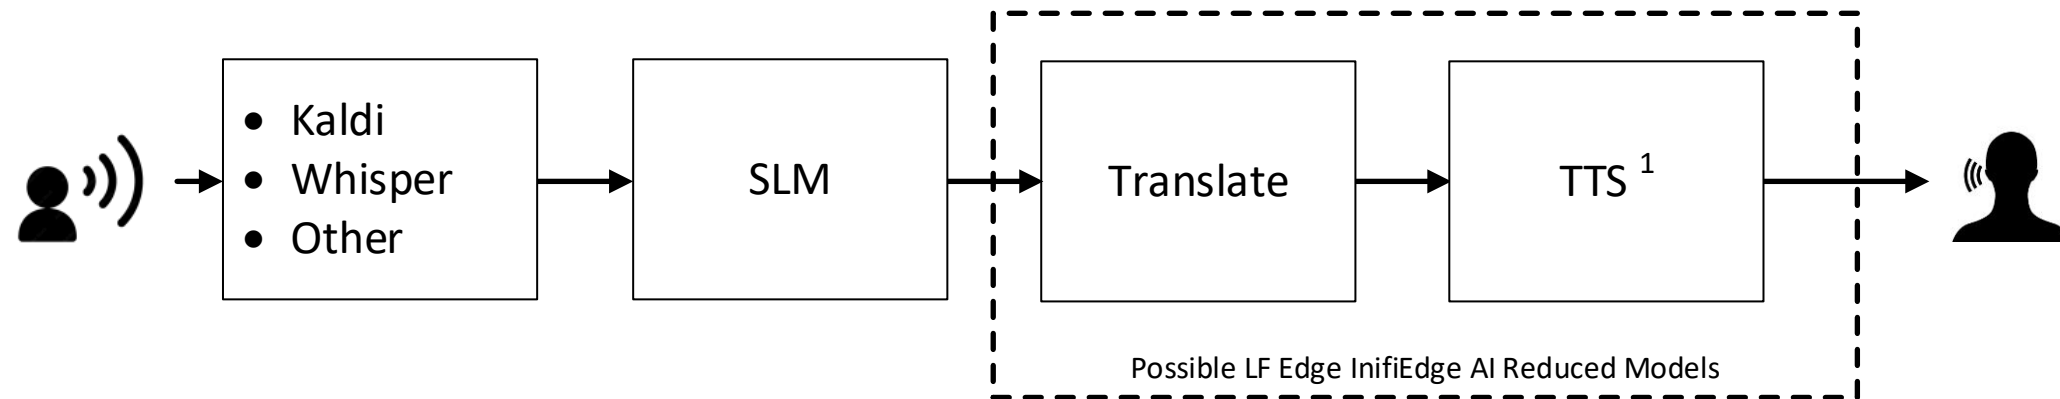 • Kaldi
• Whisper
• Other
SLM
Translate
TTS ¹
Possible LF Edge InifiEdge AI Reduced Models